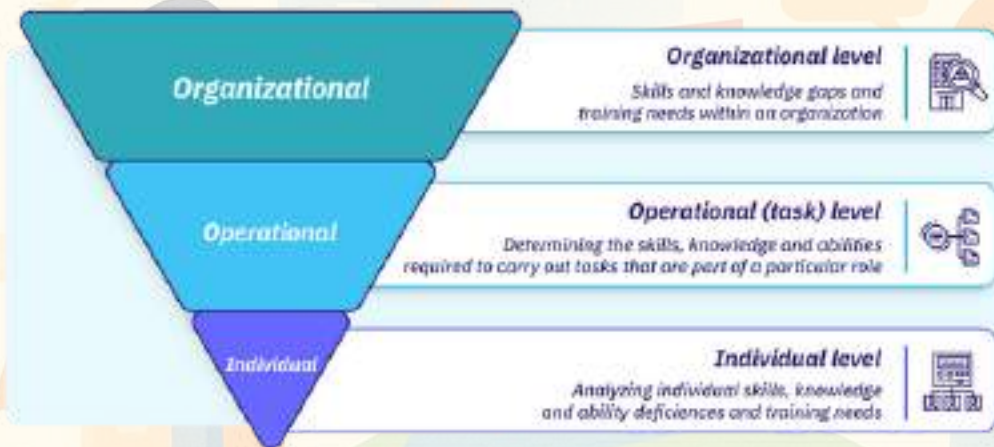 Organizational
Organizational level
Skills and knowledge gaps and
training needs within an organization
Operational
Operational (task) level
Determining the skills, knowledge and abilities
required to carry out tasks that are part of a particular role
Individual
Individual level
Analyzing individual skills, knowledge
and ability deficiences and training needs